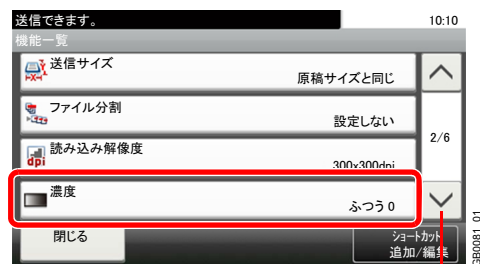 送信できます。
10:10
機能一覧
送信サイズ
原稿サイズと同じ
ファイル分割
設定しない
2/6
読み込み解像度
dpi
300x300dpi
濃度
ふつう 0
閉じる
ショートカット
追加/編集
GB0081_01